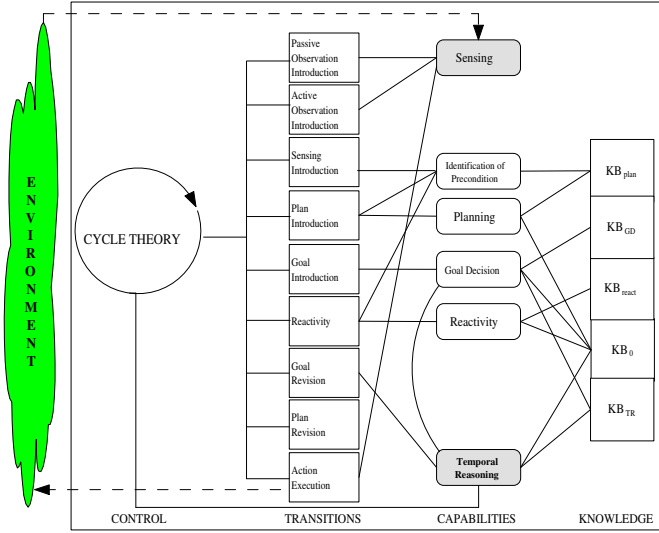 ENVIRONMENT
CYCLE THEORY
Passive
Observation
Introduction
Active
Observation
Introduction
Sensing
Introduction
Plan
Introduction
Goal
Introduction
Reactivity
Goal
Revision
Plan
Revision
Action
Execution
Sensing
Identification of
Precondition
Planning
Goal Decision
Reactivity
Temporal
Reasoning
KB plan
KB GD
KB react
KB 0
KB TR
CONTROL TRANSITIONS CAPABILITIES KNOWLEDGE